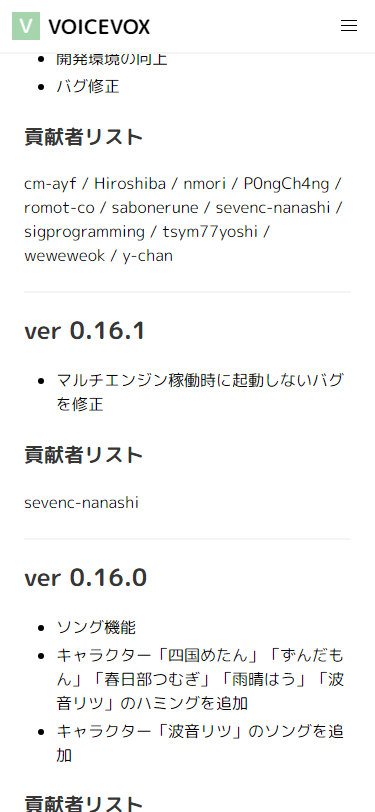 V VOICEVOX
開発環境の向上
バグ修正
貢献者リスト
cm-ayf / Hiroshiba / nmori / P0ngCh4ng /
romot-co / sabonerune / sevenc-nanashi /
sigprogramming / tsym77yoshi /
weweweok / y-chan
ver 0.16.1
マルチエンジン稼働時に起動しないバグ
を修正
貢献者リスト
sevenc-nanashi
ver 0.16.0
ソング機能
キャラクター「四国めたん」「ずんだも
ん」「春日部つむぎ」「雨晴はう」「波
音リツ」のハミングを追加
キャラクター「波音リツ」のソングを追
加
貢献者リスト